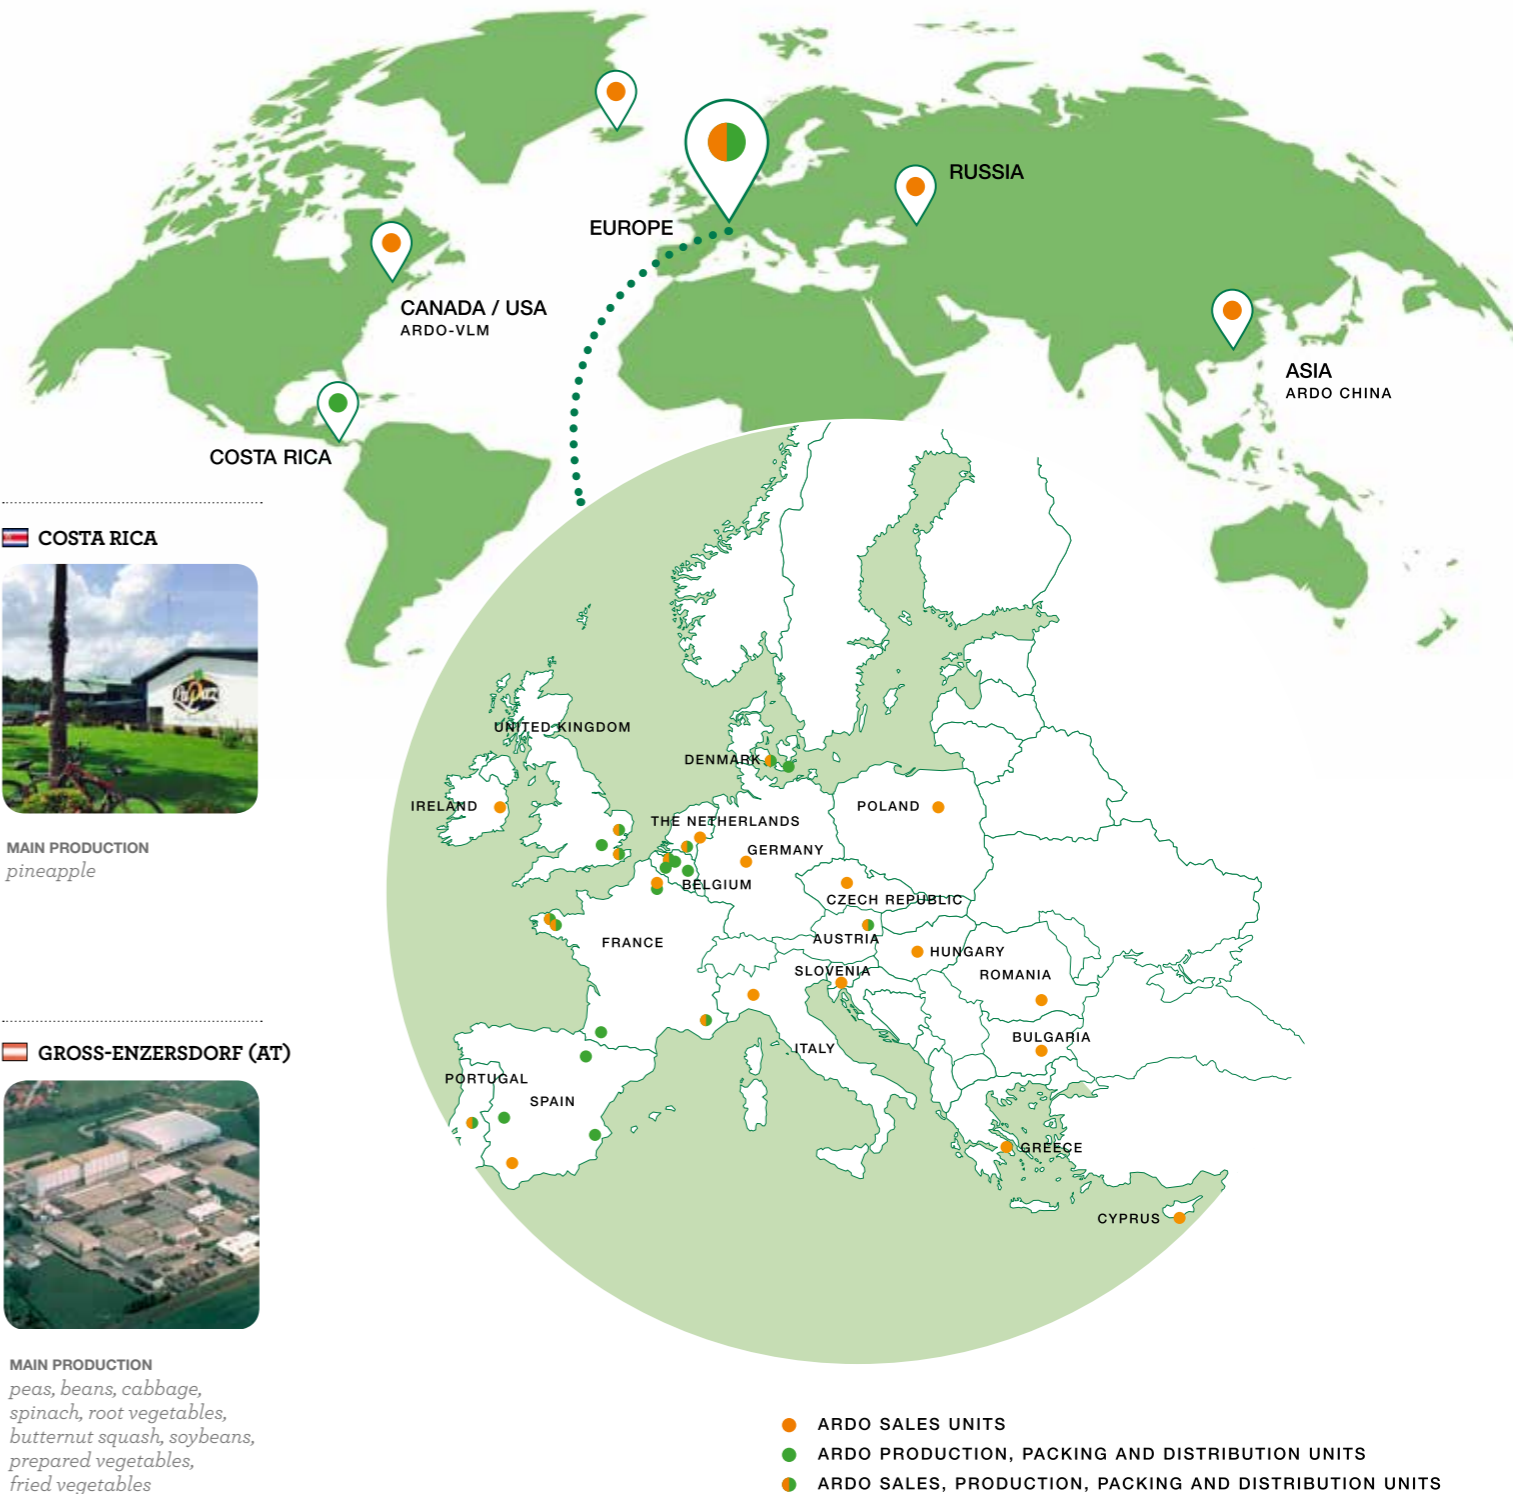 RUSSIA
EUROPE
CANADA / USA
ARDO-VLM
ASIA
ARDO CHINA
COSTA RICA
COSTA RICA
MAIN PRODUCTION
pineapple
GROSS-ENZERSDORF (AT)
MAIN PRODUCTION
peas, beans, cabbage,
spinach, root vegetables,
butternut squash, soybeans,
prepared vegetables,
fried vegetables
UNITED KINGDOM
DENMARK
IRELAND
POLAND
THE NETHERLANDS
GERMANY
BELGIUM
CZECH REPUBLIC
FRANCE
AUSTRIA
HUNGARY
SLOVENIA
ROMANIA
BULGARIA
ITALY
PORTUGAL
SPAIN
GREECE
CYPRUS
ARDO SALES UNITS
ARDO PRODUCTION, PACKING AND DISTRIBUTION UNITS
ARDO SALES, PRODUCTION, PACKING AND DISTRIBUTION UNITS